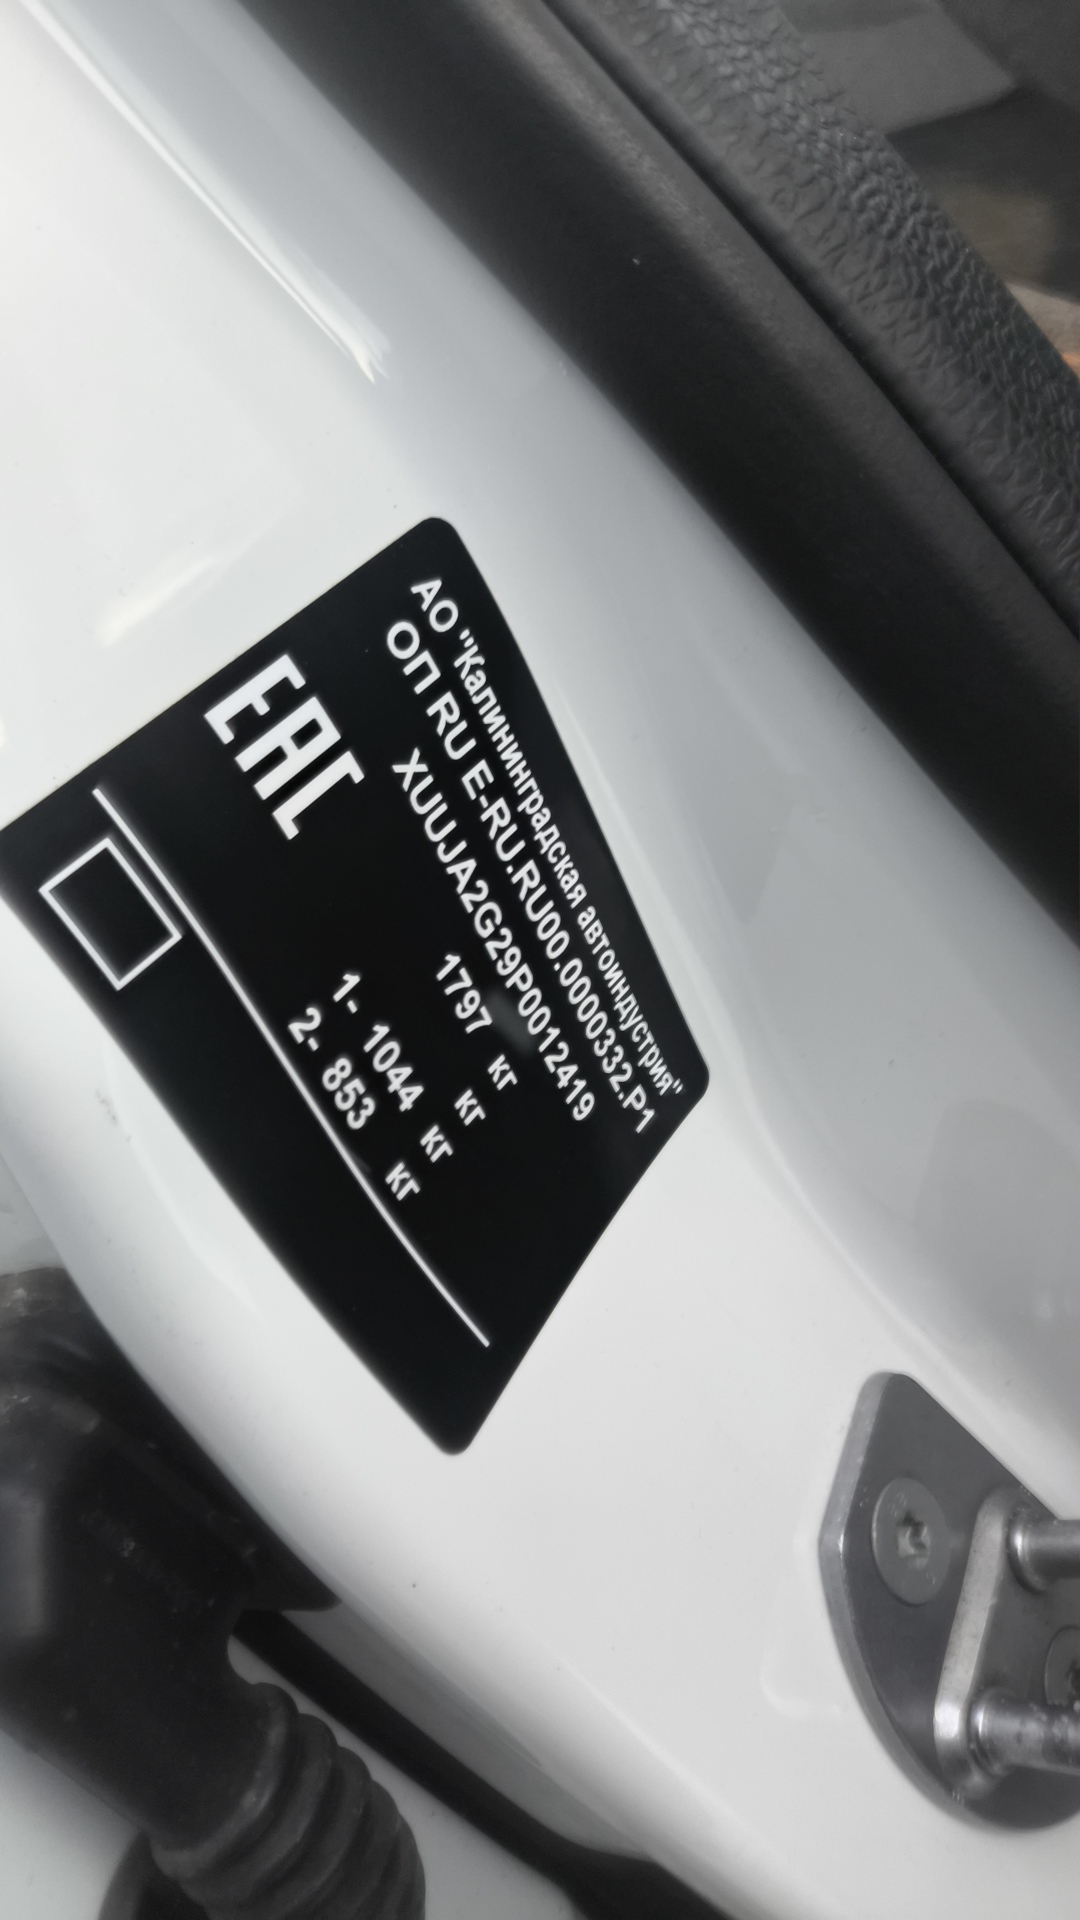 АО "Калининградская автоиндустрия"
ОП RU E-RU.RU00.0000332.P1
XUUJA2G29P0012419
1797 кг
кг
1- 1044 кг
2- 853 кг
EAC